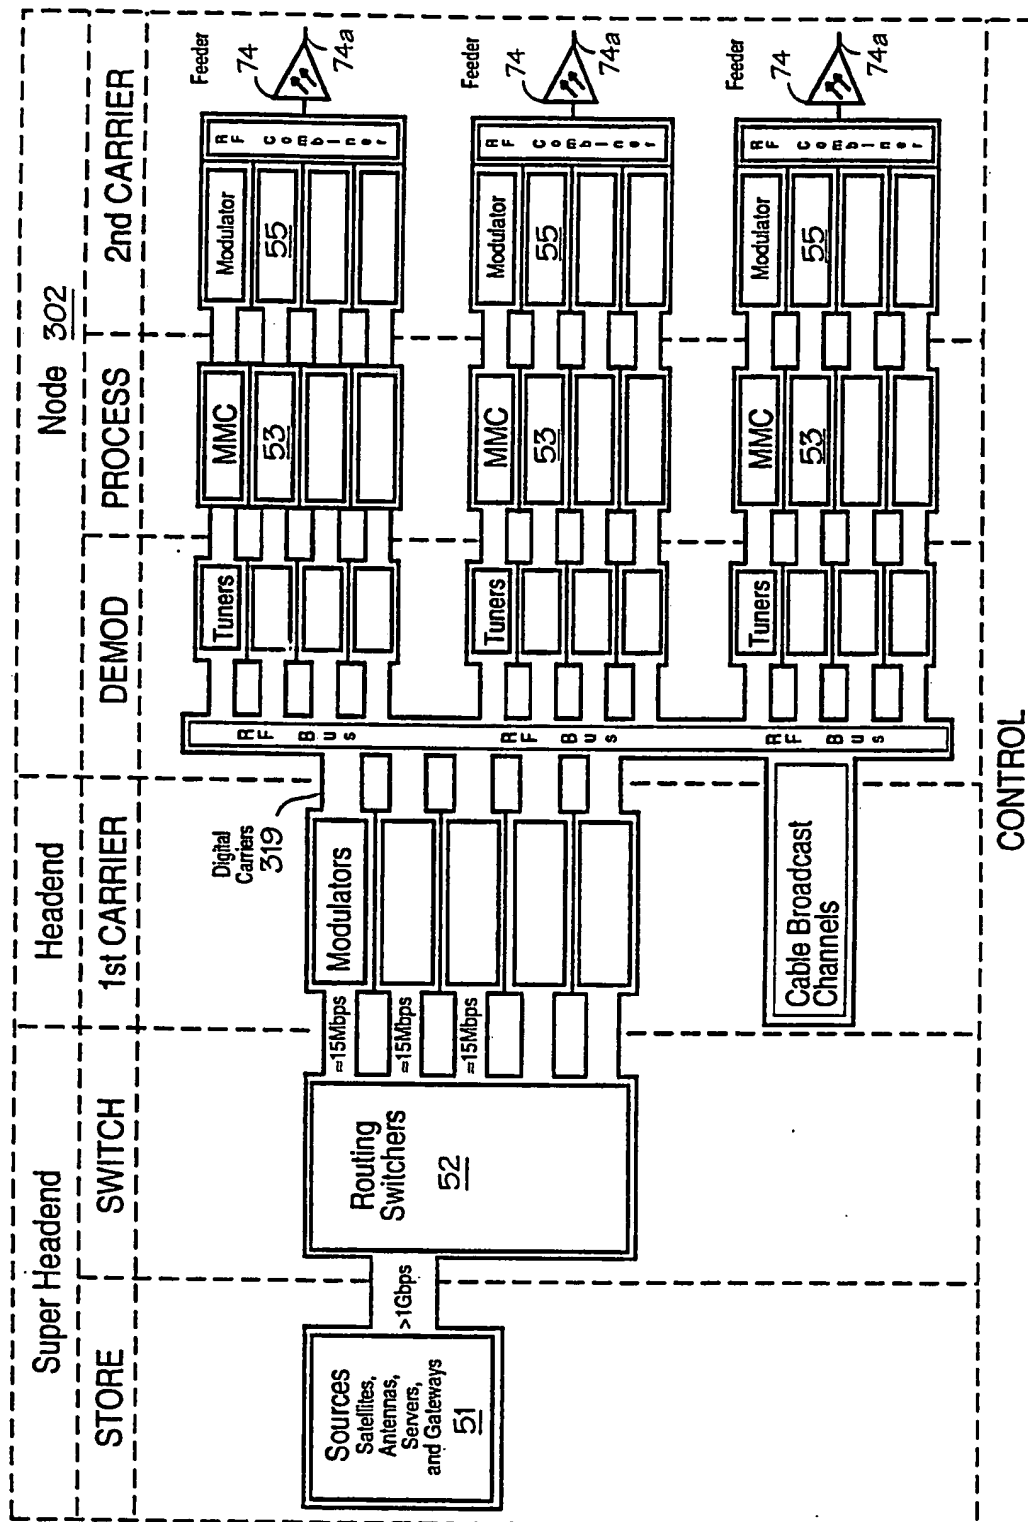 Super Headend
Headend
Node 302
STORE
SWITCH
1st CARRIER
DEMOD
PROCESS
2nd CARRIER
Sources
Satellites,
Antennas,
Servers,
and Gateways
51
>1Gbps
Routing
Switchers
52
≈15Mbps
≈15Mbps
≈15Mbps
Modulators
Digital
Carriers
319
Cable Broadcast
Channels
RF Bus
RF Bus
RF Bus
Tuners
MMC
53
Modulator
55
RF Combiner
Feeder
74
74a
Tuners
MMC
53
Modulator
55
RF Combiner
Feeder
74
74a
Tuners
MMC
53
Modulator
55
RF Combiner
Feeder
74
74a
CONTROL